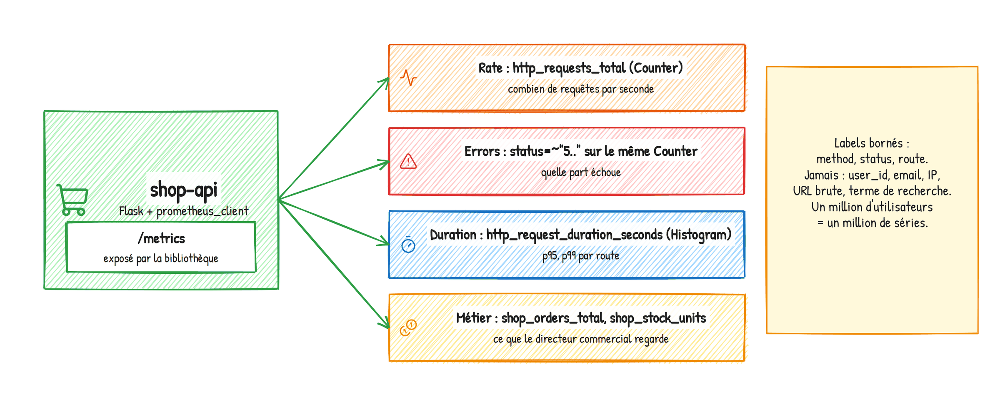 shop-api
Flask + prometheus_client
/metrics
exposé par la bibliothèque
Rate : http_requests_total (Counter)
combien de requêtes par seconde
Errors : status=~"5.." sur le même Counter
quelle part échoue
Duration : http_request_duration_seconds (Histogram)
p95, p99 par route
Métier : shop_orders_total, shop_stock_units
ce que le directeur commercial regarde
Labels bornés :
method, status, route.
Jamais : user_id, email, IP,
URL brute, terme de recherche.
Un million d'utilisateurs
= un million de séries.